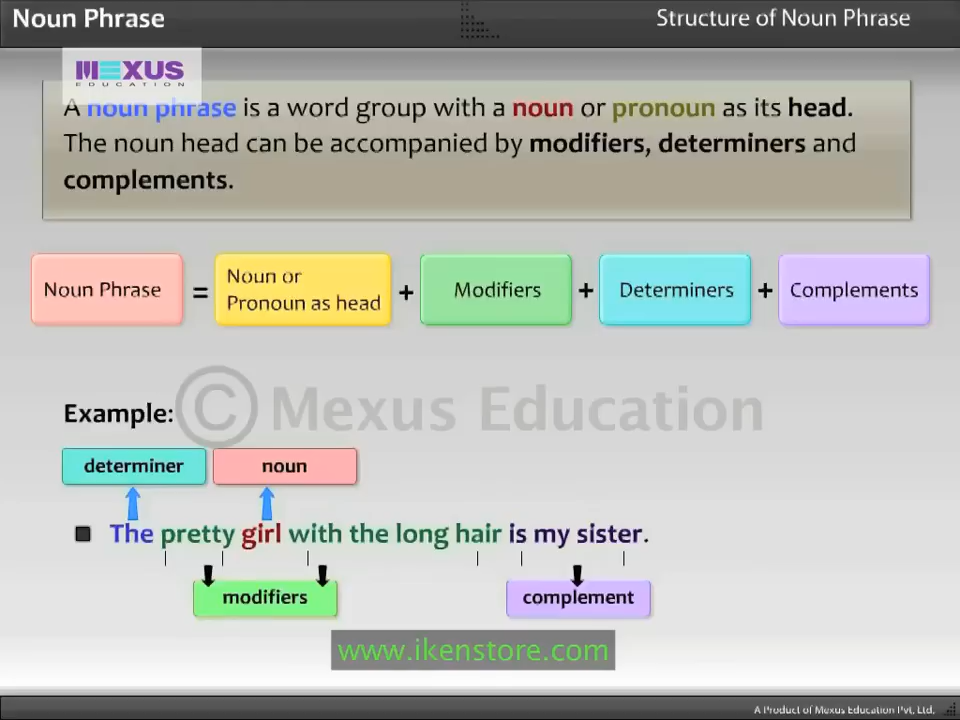 Noun Phrase
Structure of Noun Phrase
MEXUS
EDUCATION
A noun phrase is a word group with a noun or pronoun as its head.
The noun head can be accompanied by modifiers, determiners and
complements.
Noun Phrase = Noun or Pronoun as head + Modifiers + Determiners + Complements
© Mexus Education
Example:
determiner noun
The pretty girl with the long hair is my sister.
modifiers complement
www.ikenstore.com
A Product of Mexus Education Pvt, Ltd.